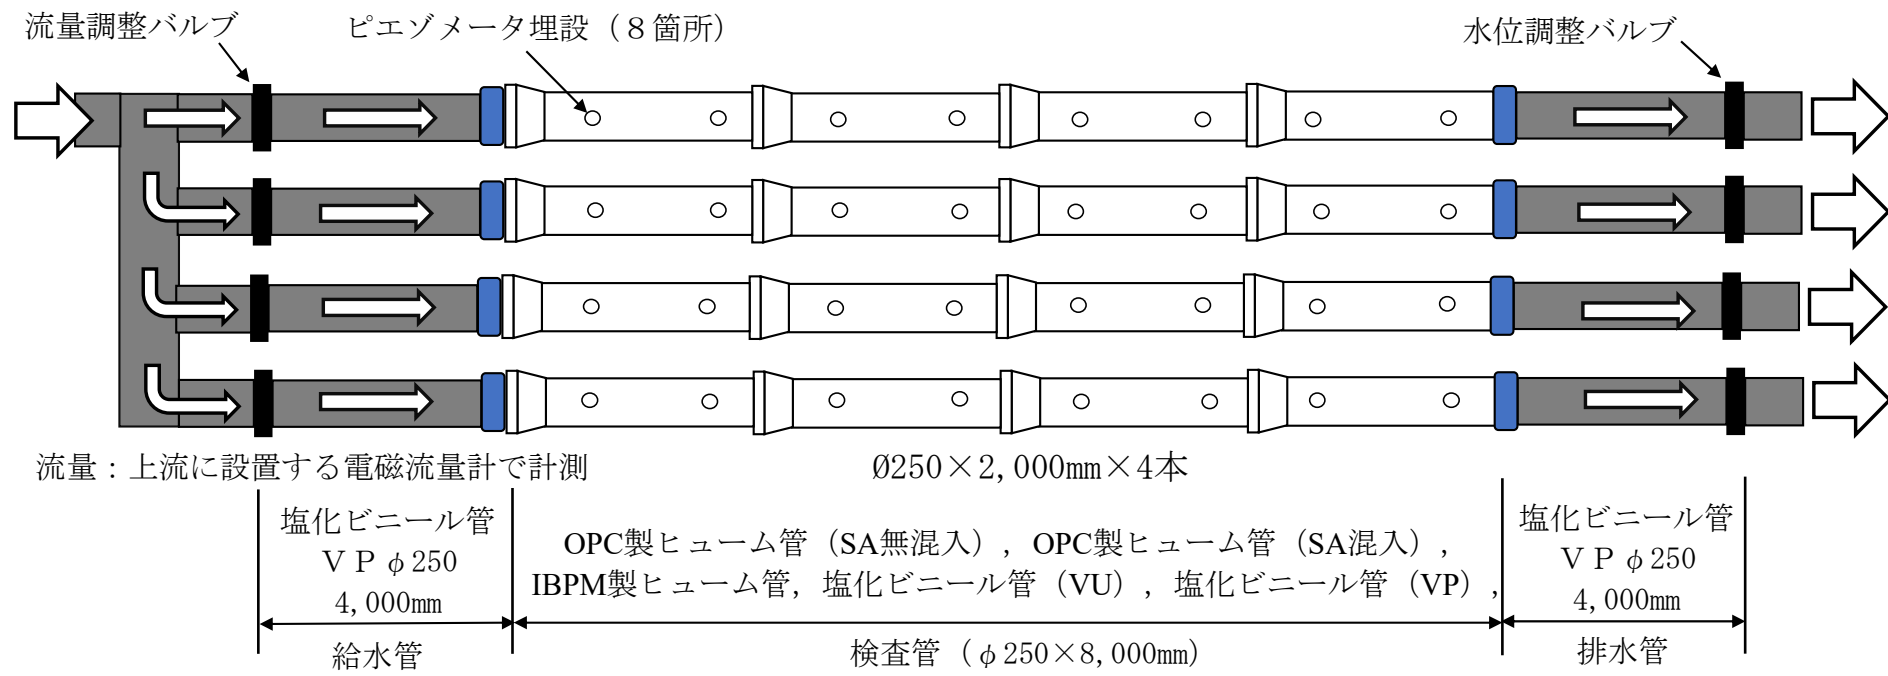 流量調整バルブ
ピエゾメータ埋設（８箇所）
水位調整バルブ
流量：上流に設置する電磁流量計で計測
Ø250×2,000mm×4本
塩化ビニール管
ＶＰφ250
4,000mm
給水管
OPC製ヒューム管（SA無混入），OPC製ヒューム管（SA混入），
IBPM製ヒューム管，塩化ビニール管（VU），塩化ビニール管（VP），
検査管（φ250×8,000mm）
塩化ビニール管
ＶＰφ250
4,000mm
排水管